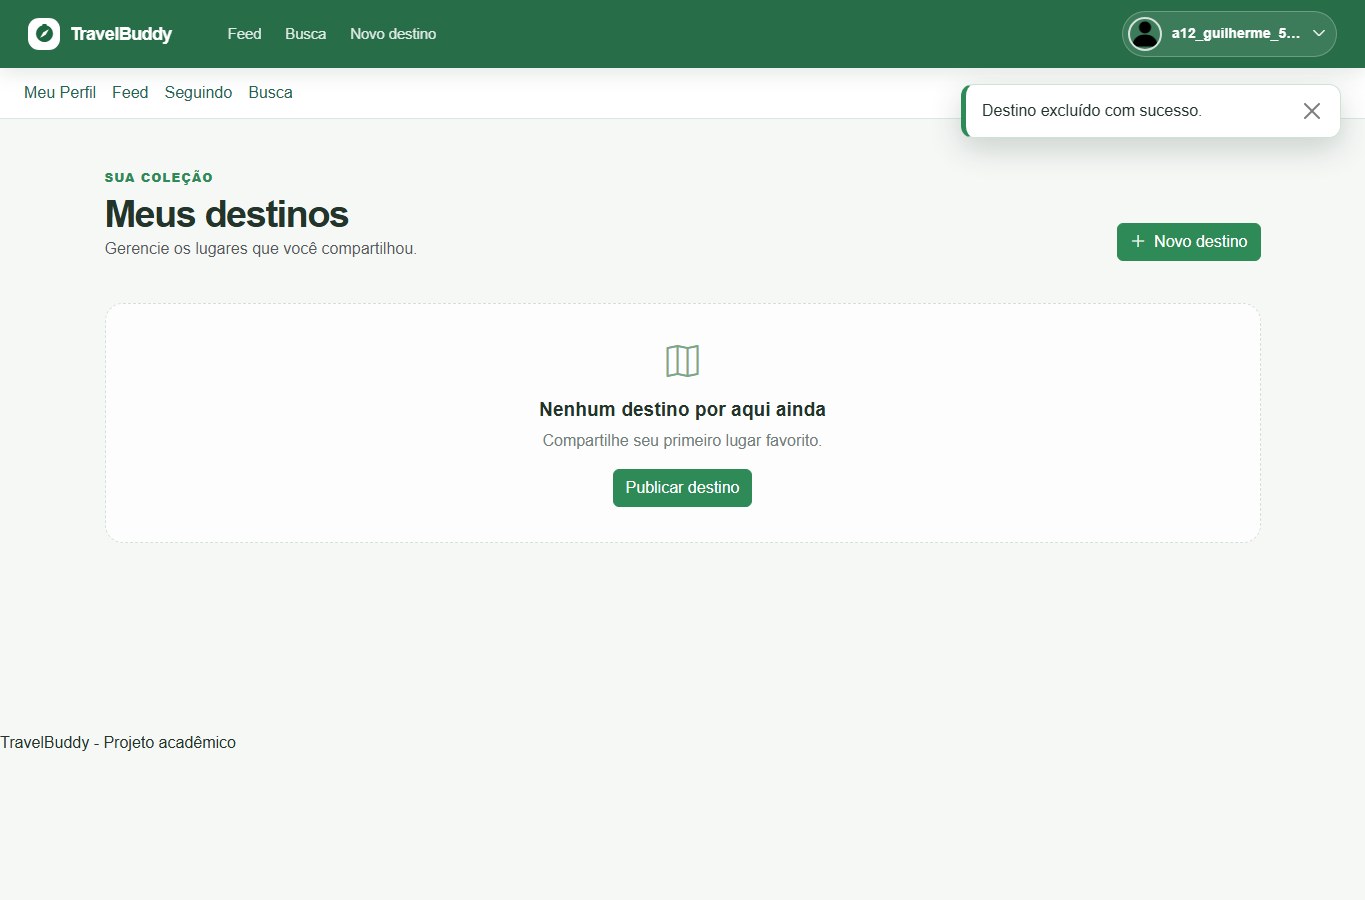 TravelBuddy
Feed
Busca
Novo destino
a12_guilherme_5...
Meu Perfil
Feed
Seguindo
Busca
Destino excluído com sucesso.
SUA COLEÇÃO
Meus destinos
Gerencie os lugares que você compartilhou.
Novo destino
Nenhum destino por aqui ainda
Compartilhe seu primeiro lugar favorito.
Publicar destino
TravelBuddy - Projeto acadêmico